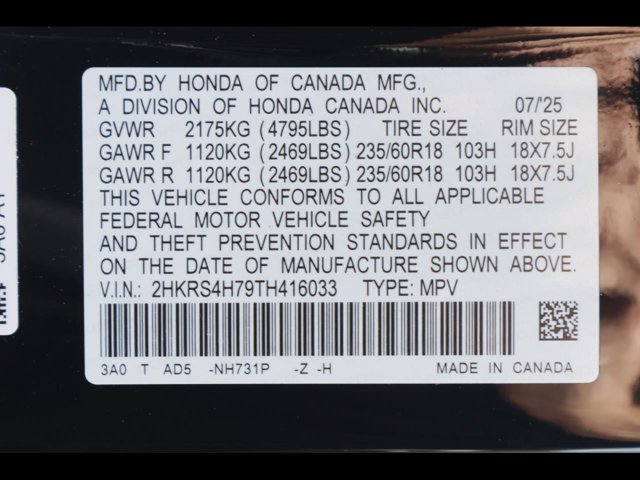 MFD.BY HONDA OF CANADA MFG.,
A DIVISION OF HONDA CANADA INC. 07/'25
GVWR 2175KG (4795LBS) TIRE SIZE RIM SIZE
GAWR F 1120KG (2469LBS) 235/60R18 103H 18X7.5J
GAWR R 1120KG (2469LBS) 235/60R18 103H 18X7.5J
THIS VEHICLE CONFORMS TO ALL APPLICABLE
FEDERAL MOTOR VEHICLE SAFETY
AND THEFT PREVENTION STANDARDS IN EFFECT
ON THE DATE OF MANUFACTURE SHOWN ABOVE.
V.I.N.: 2HKRS4H79TH416033 TYPE: MPV
3A0 T AD5 -NH731P -Z -H MADE IN CANADA